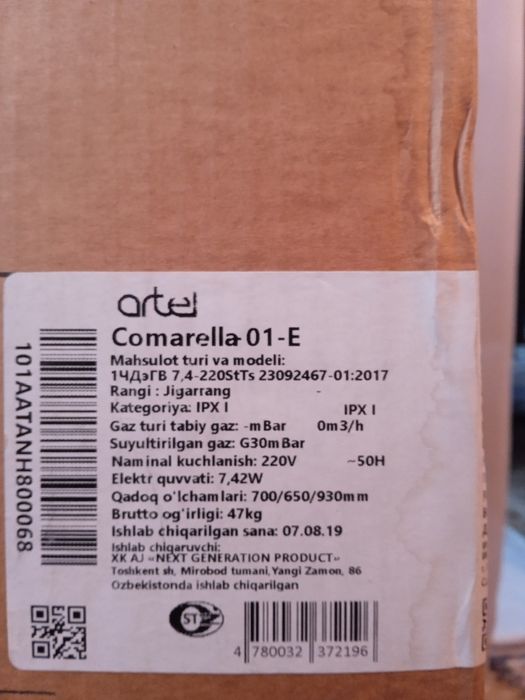 artel
Comarella 01-E
Mahsulot turi va modeli:
1ЧДэГВ 7,4-220StTs 23092467-01:2017
Rangi : Jigarrang -
Kategoriya: IPX I IPX I
Gaz turi tabiy gaz: -mBar 0m3/h
Suyultirilgan gaz: G30mBar
Naminal kuchlanish: 220V ~50H
Elektr quvvati: 7,42W
Qadoq o'lchamlari: 700/650/930mm
Brutto og'irligi: 47kg
Ishlab chiqarilgan sana: 07.08.19
Ishlab chiqaruvchi:
XK AJ «NEXT GENERATION PRODUCT»
Toshkent sh, Mirobod tumani, Yangi Zamon, 86
Ozbekistonda ishlab chiqarilgan
101AATANH800068
ST
4 780032 372196